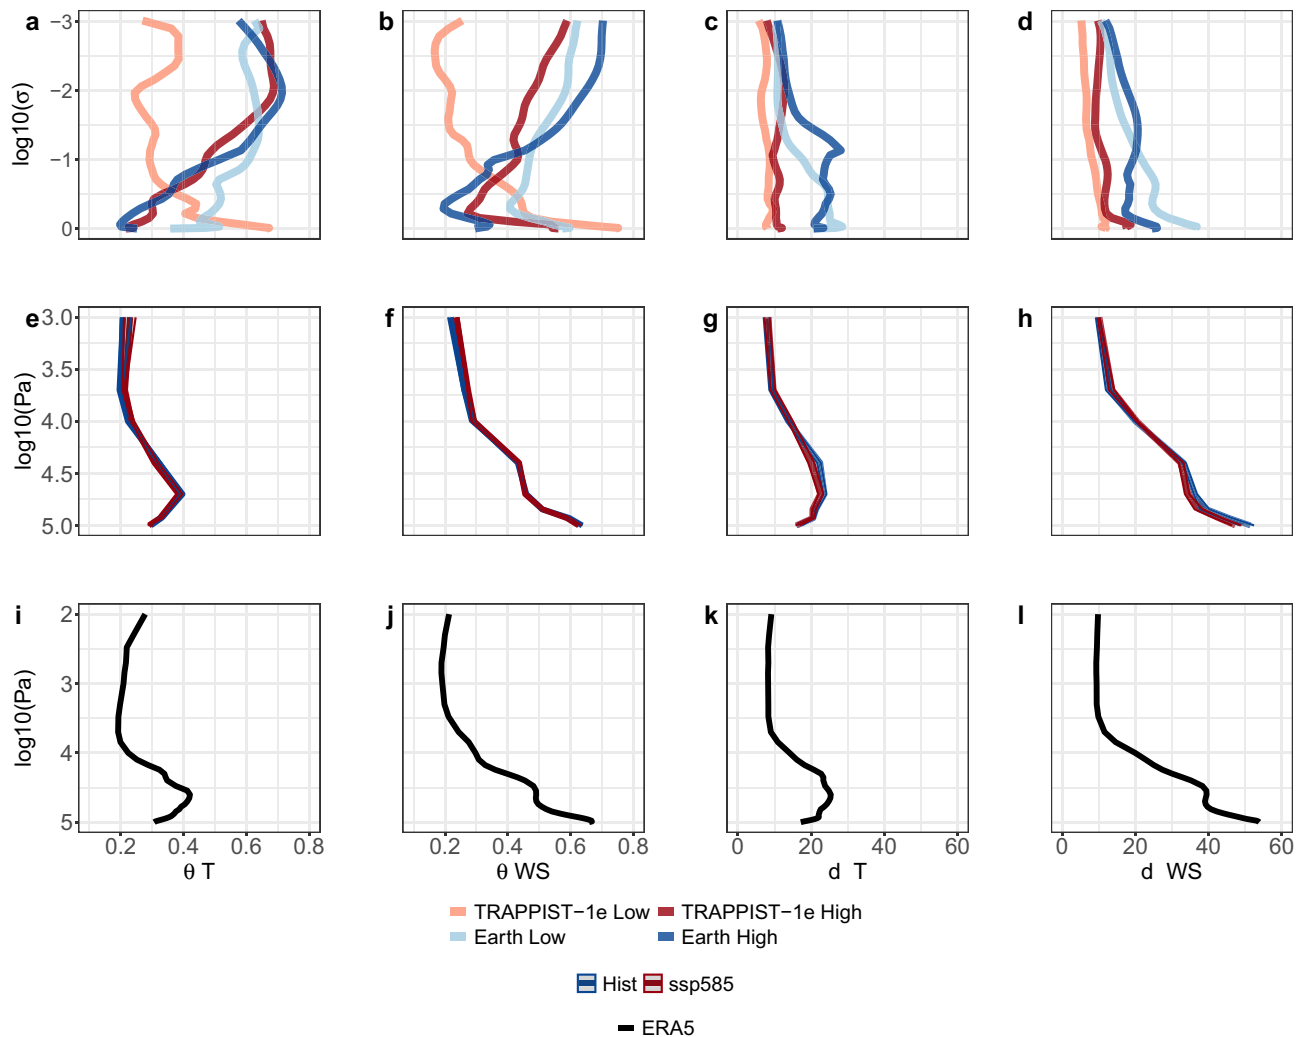 a b c d
−3
−2
−1
0
log10(σ)
e f g h
3.0
3.5
4.0
4.5
5.0
log10(Pa)
i j k l
2
3
4
5
log10(Pa)
0.2 0.4 0.6 0.8 0.2 0.4 0.6 0.8 0 20 40 60 0 20 40 60
θ T θ WS d T d WS
TRAPPIST−1e Low TRAPPIST−1e High
Earth Low Earth High
Hist ssp585
ERA5